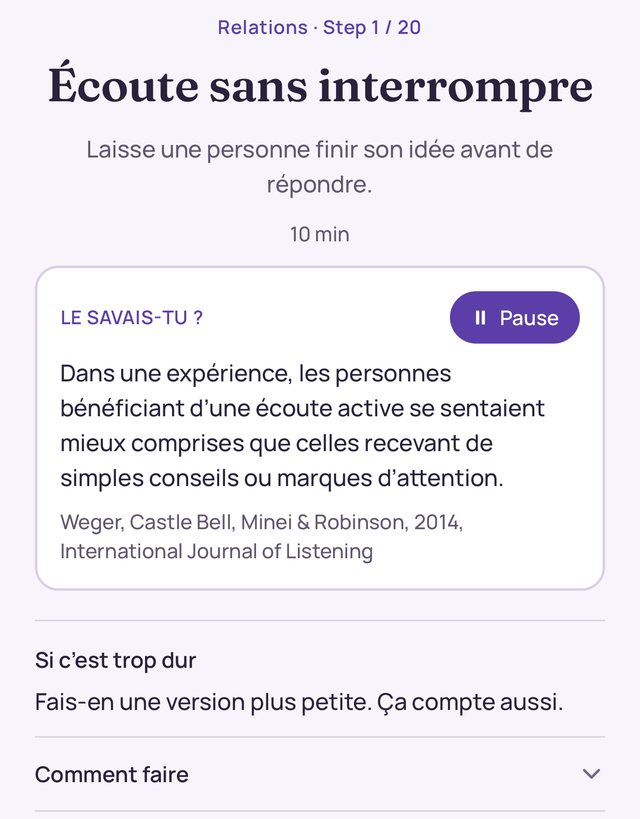 Relations · Step 1 / 20
Écoute sans interrompre
Laisse une personne finir son idée avant de
répondre.
10 min
LE SAVAIS-TU ?
Pause
Dans une expérience, les personnes
bénéficiant d’une écoute active se sentaient
mieux comprises que celles recevant de
simples conseils ou marques d’attention.
Weger, Castle Bell, Minei & Robinson, 2014,
International Journal of Listening
Si c’est trop dur
Fais-en une version plus petite. Ça compte aussi.
Comment faire